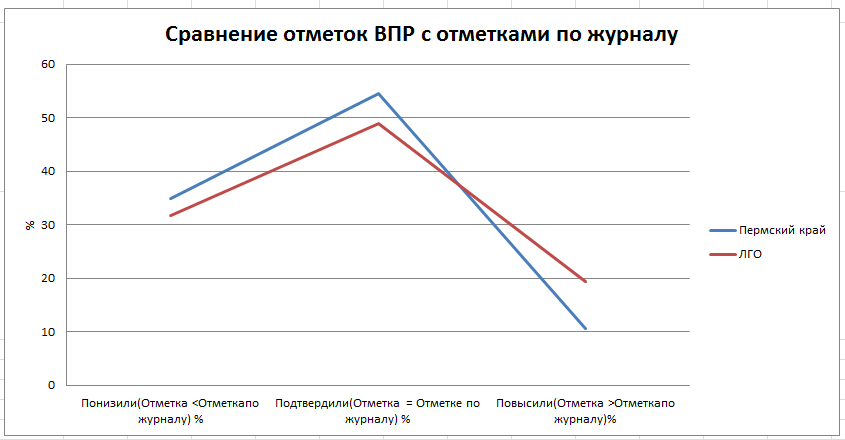 Сравнение отметок ВПР с отметками по журналу
60
50
40
30
20
10
0
%
Понизили(Отметка <Отметкапо
журналу) %
Подтвердили(Отметка = Отметке по
журналу) %
Повысили(Отметка >Отметкапо
журналу)%
Пермский край
ЛГО